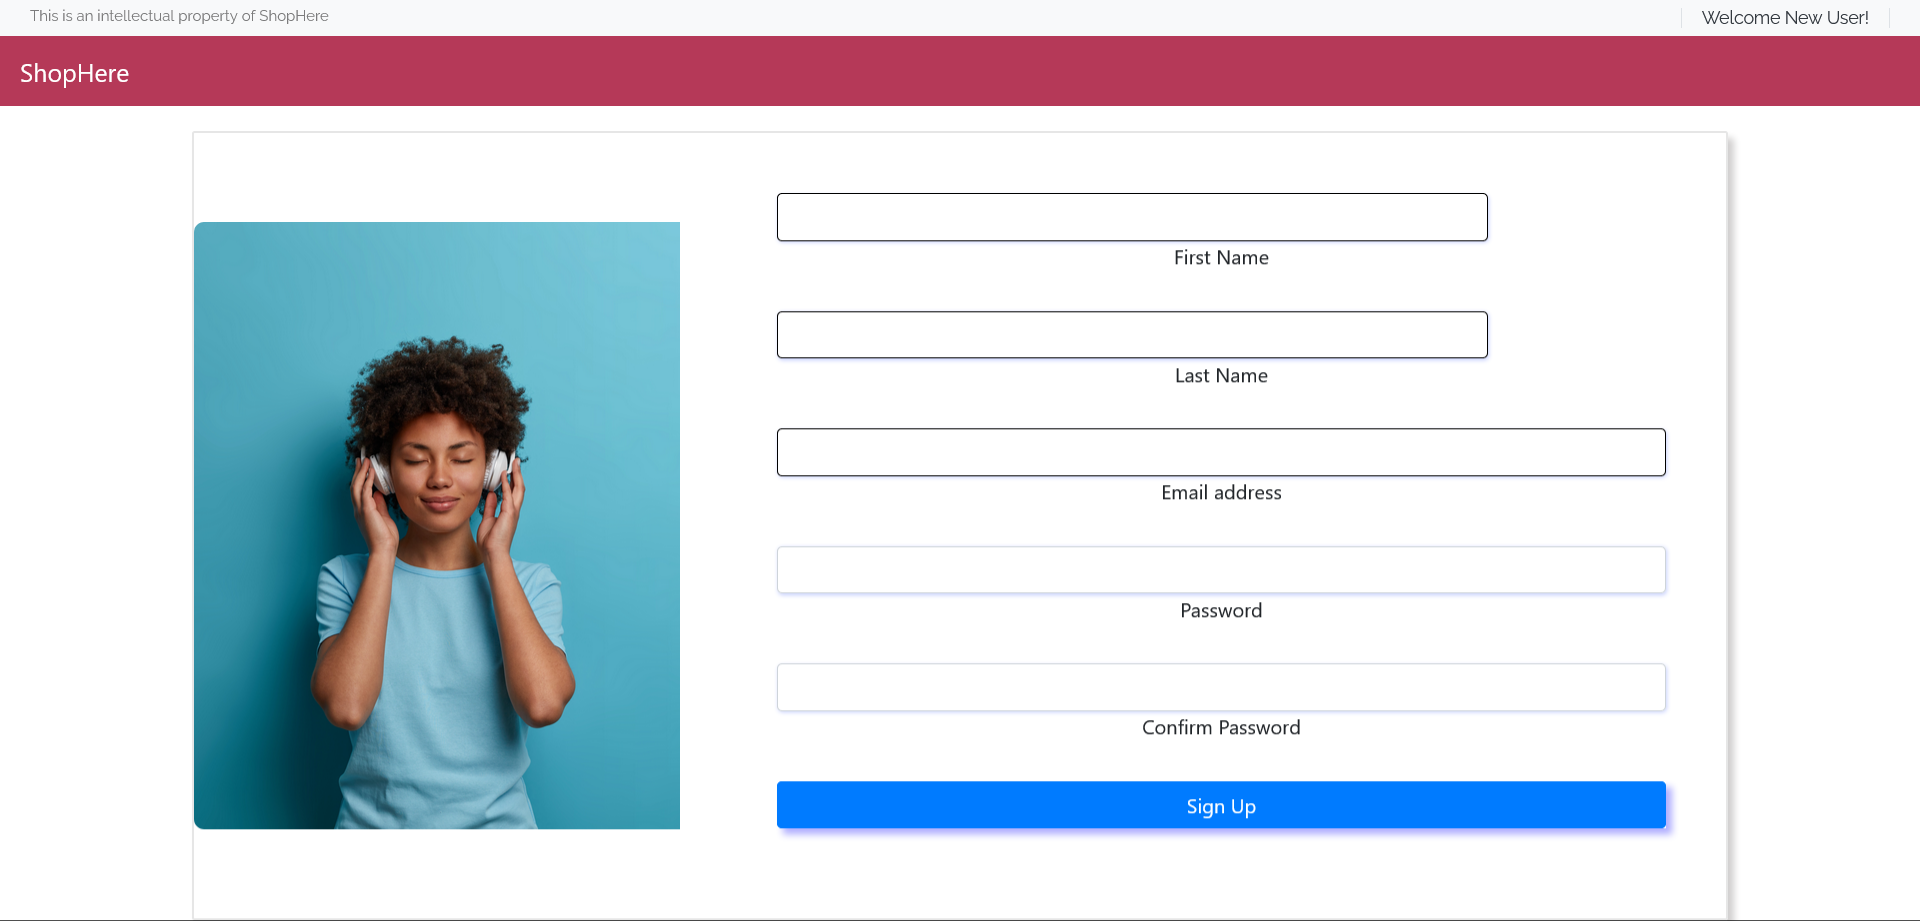 This is an intellectual property of ShopHere
Welcome New User!
ShopHere
First Name
Last Name
Email address
Password
Confirm Password
Sign Up